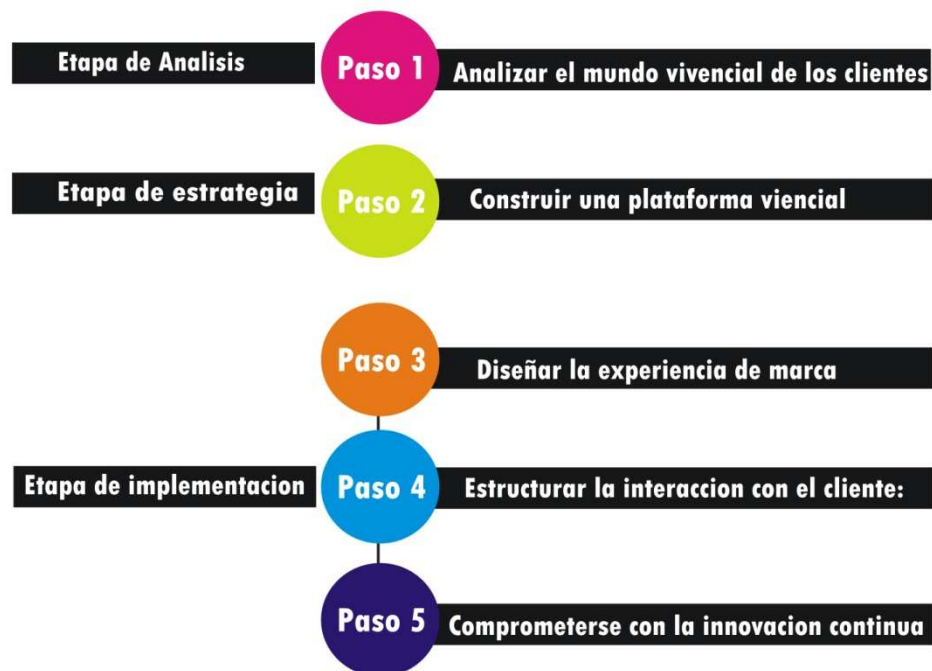 Etapa de Analisis
Paso 1
Analizar el mundo vivencial de los clientes
Etapa de estrategia
Paso 2
Construir una plataforma viencial
Paso 3
Diseñar la experiencia de marca
Etapa de implementacion
Paso 4
Estructurar la interaccion con el cliente:
Paso 5
Comprometerse con la innovacion continua